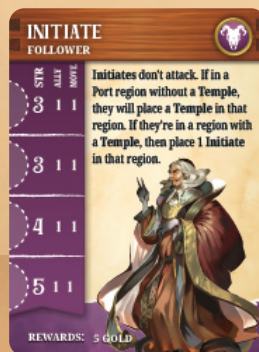 INITIATE
FOLLOWER
STR ALLY MOVE
3 1 1
3 1 1
4 1 1
5 1 1
Initiates don't attack. If in a
Port region without a Temple,
they will place a Temple in that
region. If they're in a region with
a Temple, then place 1 Initiate
in that region.
REWARDS: 5 GOLD